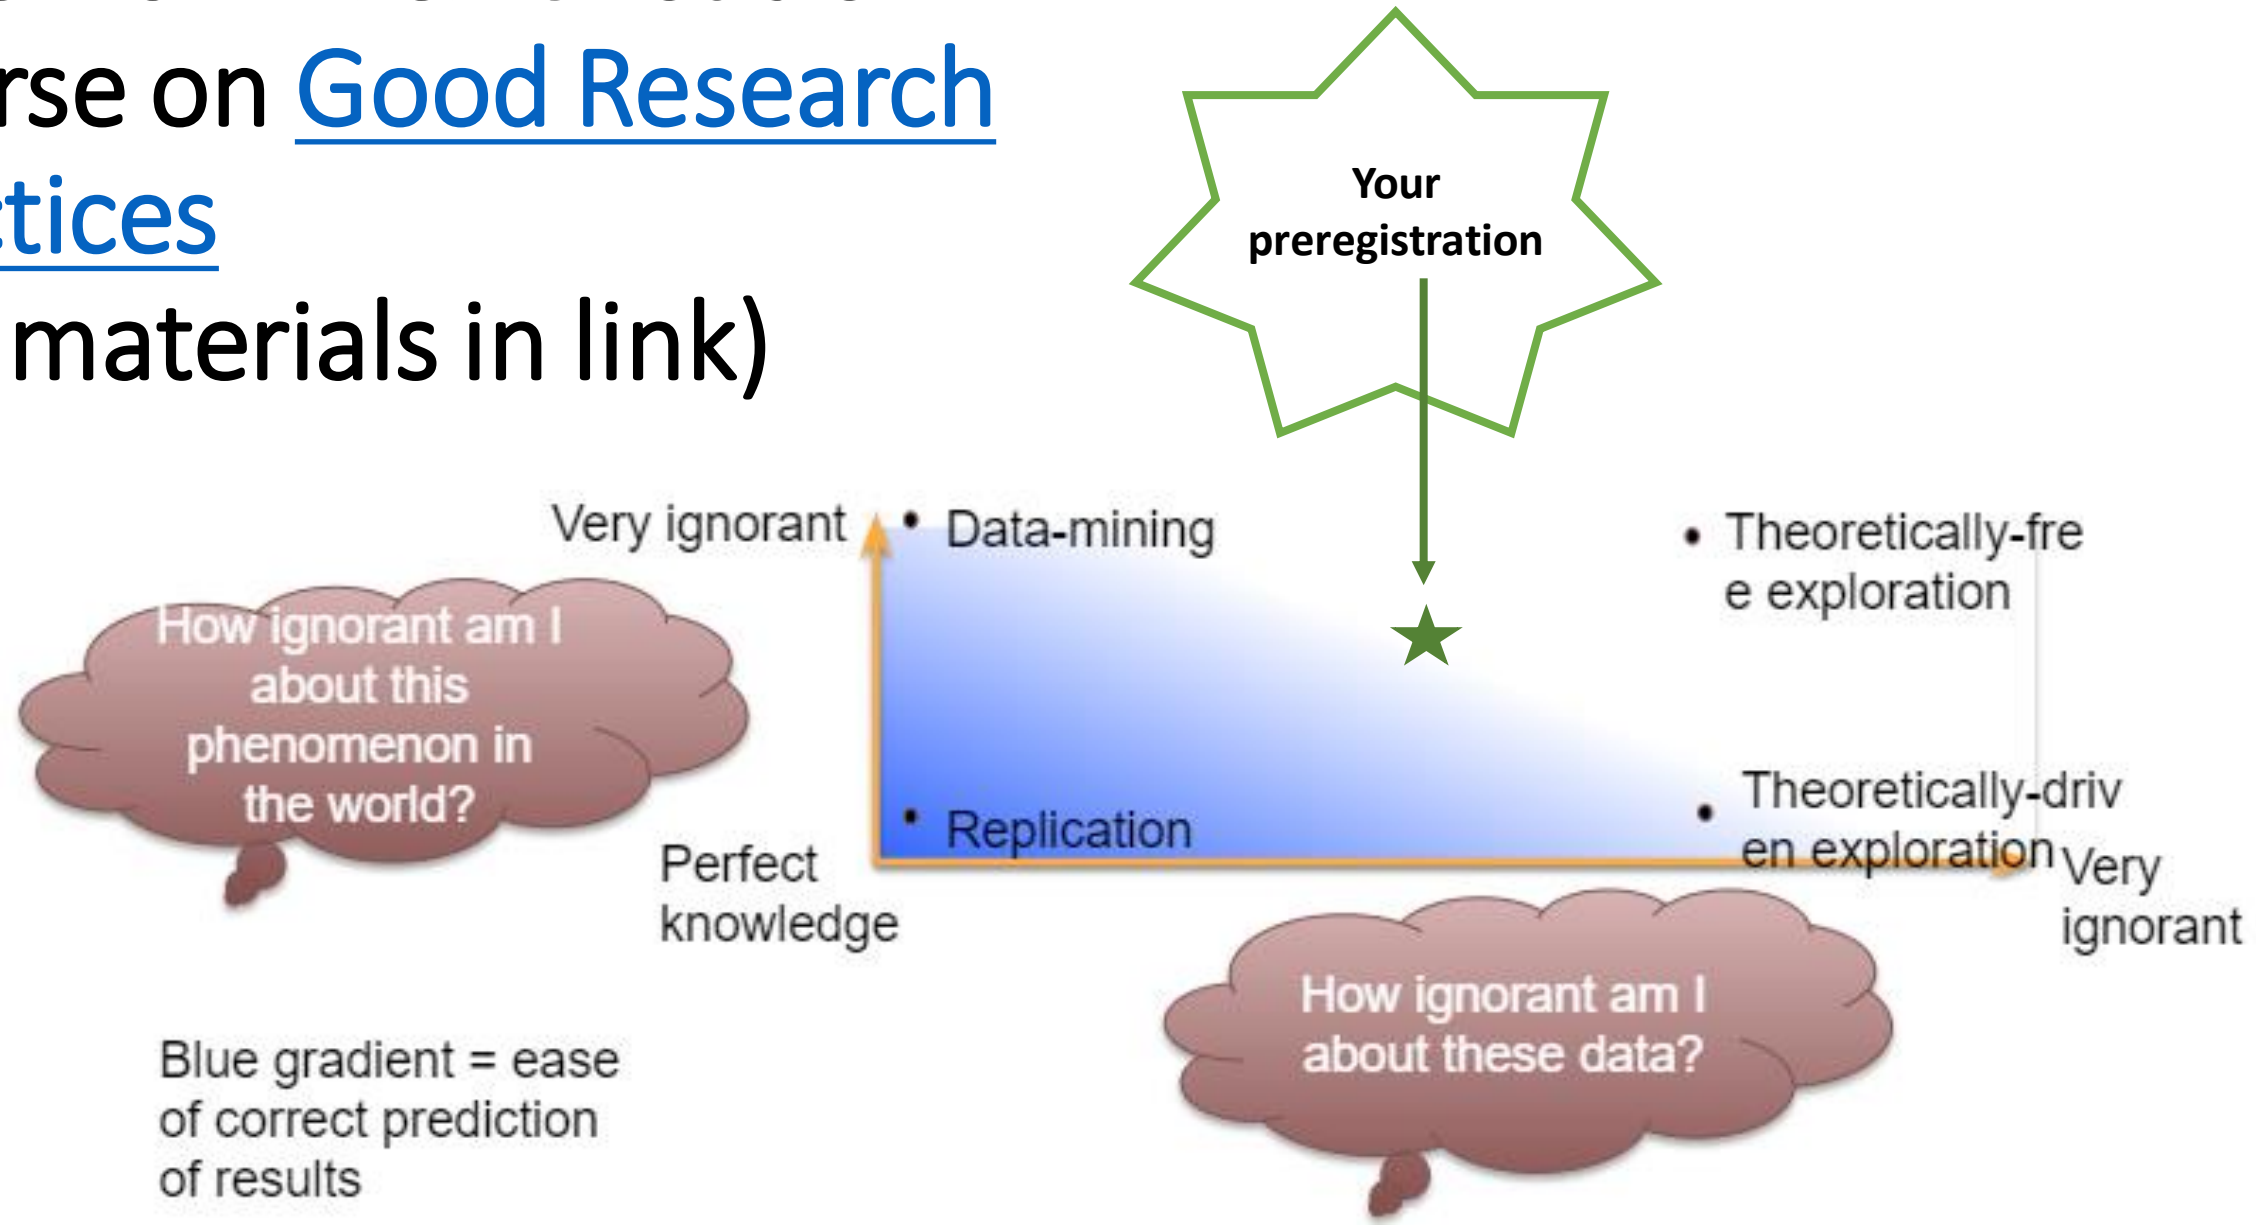 rse on Good Research
ctices
materials in link)
Your
preregistration
Very ignorant
• Data-mining
• Theoretically-fre
e exploration
How ignorant am I
about this
phenomenon in
the world?
• Replication
• Theoretically-driv
en exploration
Perfect
knowledge
Very
ignorant
How ignorant am I
about these data?
Blue gradient = ease
of correct prediction
of results